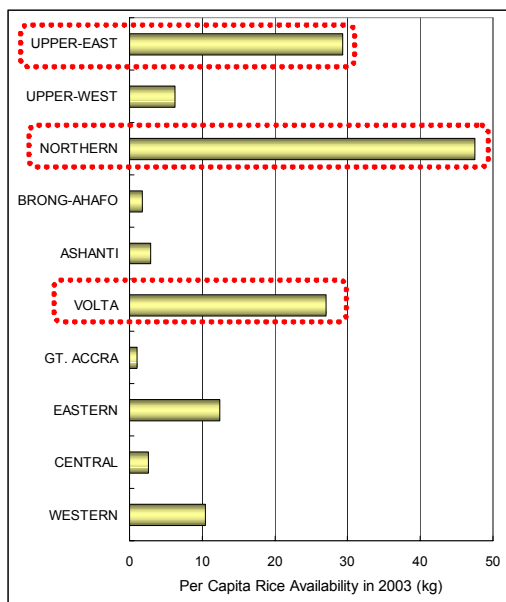 UPPER-EAST
UPPER-WEST
NORTHERN
BRONG-AHAFO
ASHANTI
VOLTA
GT. ACCRA
EASTERN
CENTRAL
WESTERN
0 10 20 30 40 50
Per Capita Rice Availability in 2003 (kg)